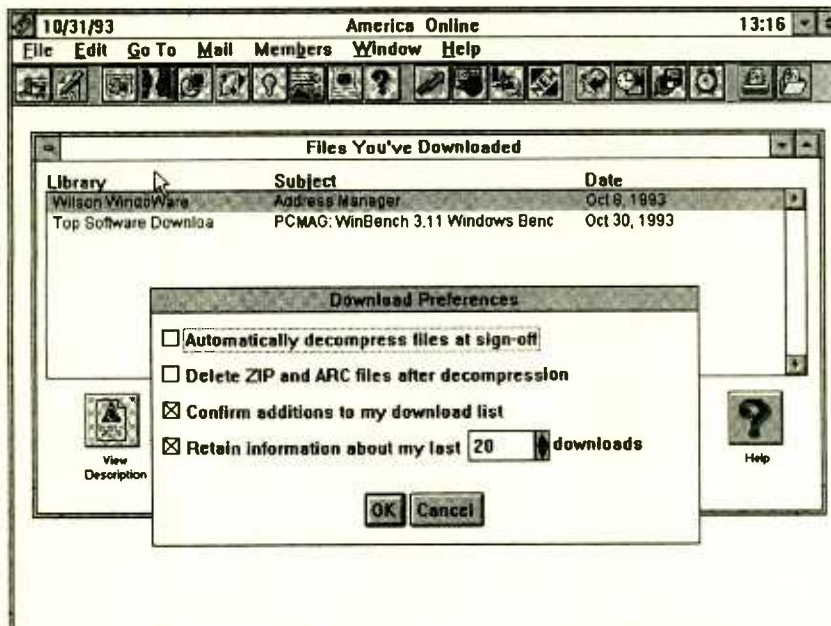 10/31/93 America Online 13:16
File Edit Go To Mail Members Window Help
Files You've Downloaded
Library Subject Date
Wilson WindoWare Address Manager Oct 8, 1993
Top Software Downloa PCMAG: WinBench 3.11 Windows Benc Oct 30, 1993
Download Preferences
Automatically decompress files at sign-off
Delete ZIP and ARC files after decompression
Confirm additions to my download list
Retain information about my last 20 downloads
View
Description
Help
OK Cancel